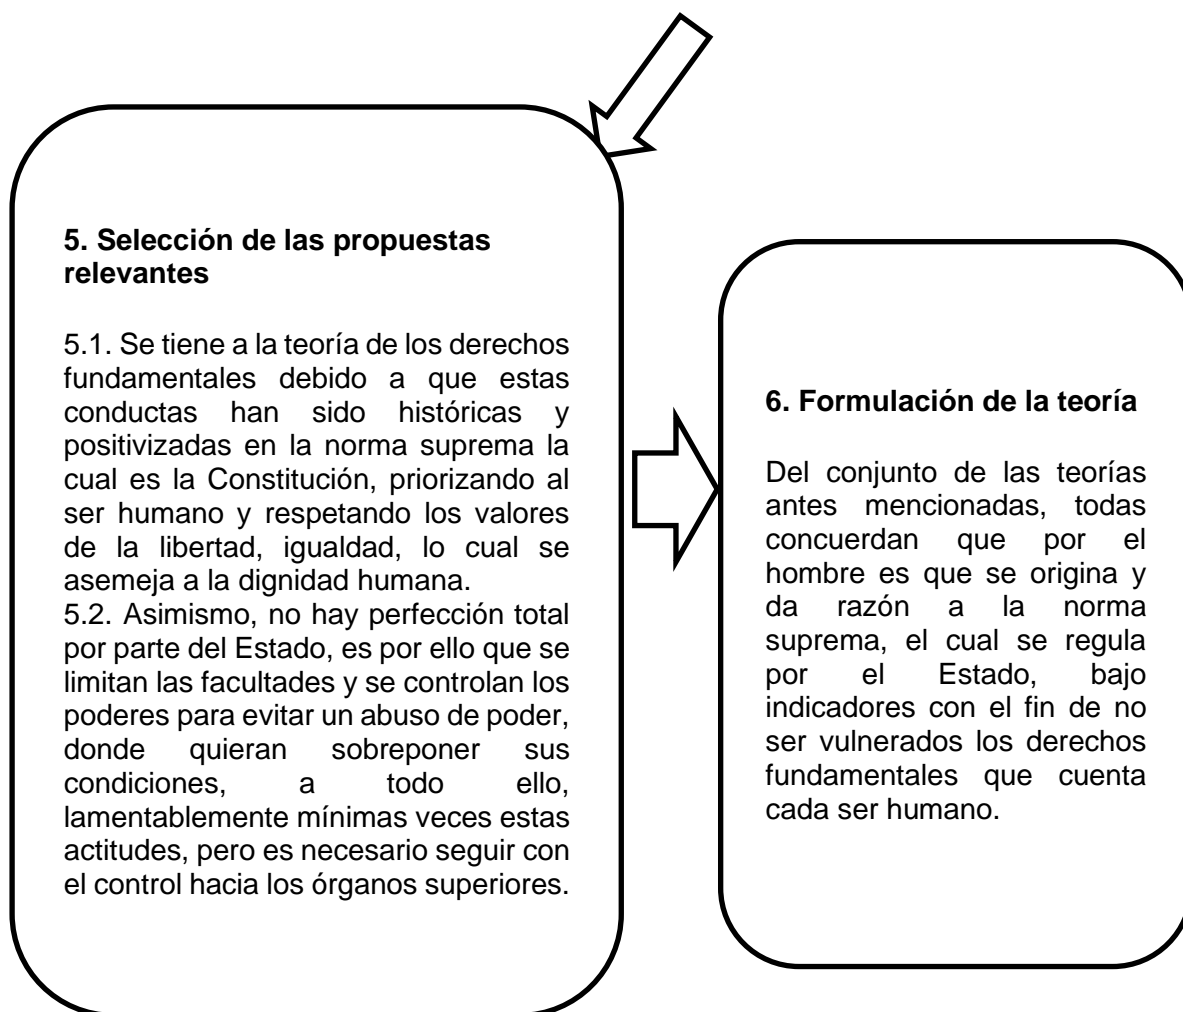 5. Selección de las propuestas
relevantes
5.1. Se tiene a la teoría de los derechos
fundamentales debido a que estas
conductas han sido históricas y
positivizadas en la norma suprema la
cual es la Constitución, priorizando al
ser humano y respetando los valores
de la libertad, igualdad, lo cual se
asemeja a la dignidad humana.
5.2. Asimismo, no hay perfección total
por parte del Estado, es por ello que se
limitan las facultades y se controlan los
poderes para evitar un abuso de poder,
donde quieran sobreponer sus
condiciones, a todo ello,
lamentablemente mínimas veces estas
actitudes, pero es necesario seguir con
el control hacia los órganos superiores.
6. Formulación de la teoría
Del conjunto de las teorías
antes mencionadas, todas
concuerdan que por el
hombre es que se origina y
da razón a la norma
suprema, el cual se regula
por el Estado, bajo
indicadores con el fin de no
ser vulnerados los derechos
fundamentales que cuenta
cada ser humano.